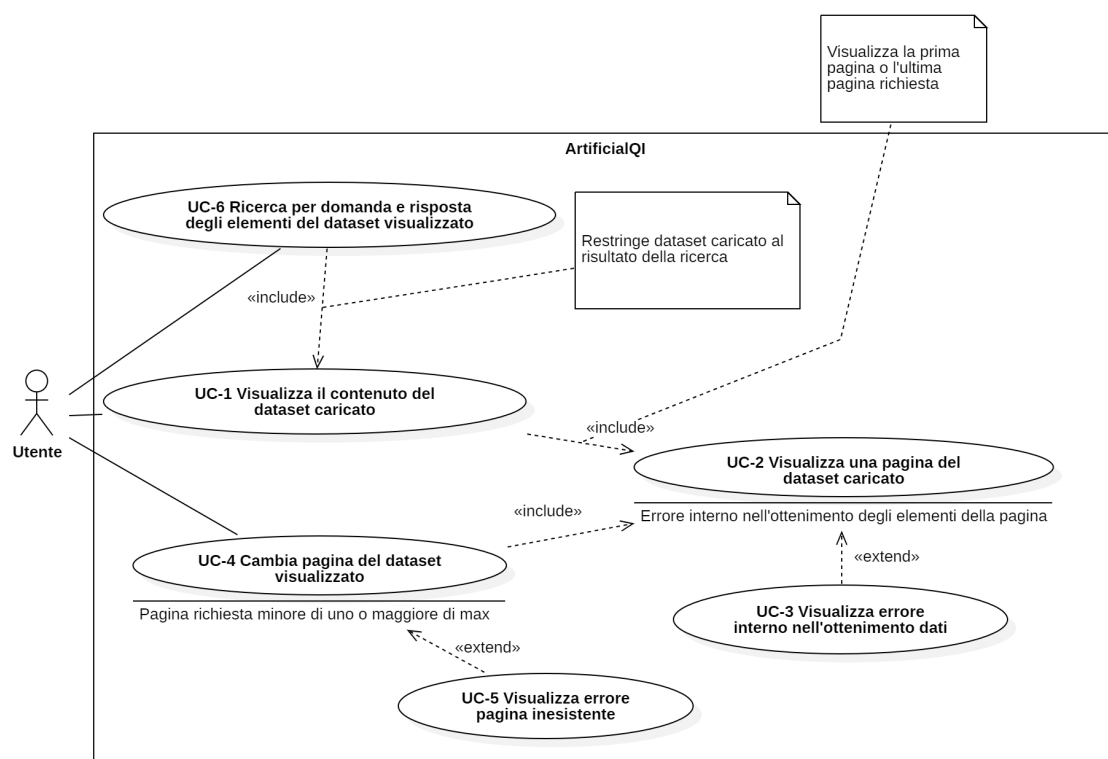 Visualizza la prima
pagina o l'ultima
pagina richiesta
ArtificialQI
UC-6 Ricerca per domanda e risposta
degli elementi del dataset visualizzato
Restringe dataset caricato al
risultato della ricerca
«include»
UC-1 Visualizza il contenuto del
dataset caricato
Utente
«include»
UC-2 Visualizza una pagina del
dataset caricato
Errore interno nell'ottenimento degli elementi della pagina
«include»
UC-4 Cambia pagina del dataset
visualizzato
Pagina richiesta minore di uno o maggiore di max
«extend»
UC-3 Visualizza errore
interno nell'ottenimento dati
«extend»
UC-5 Visualizza errore
pagina inesistente